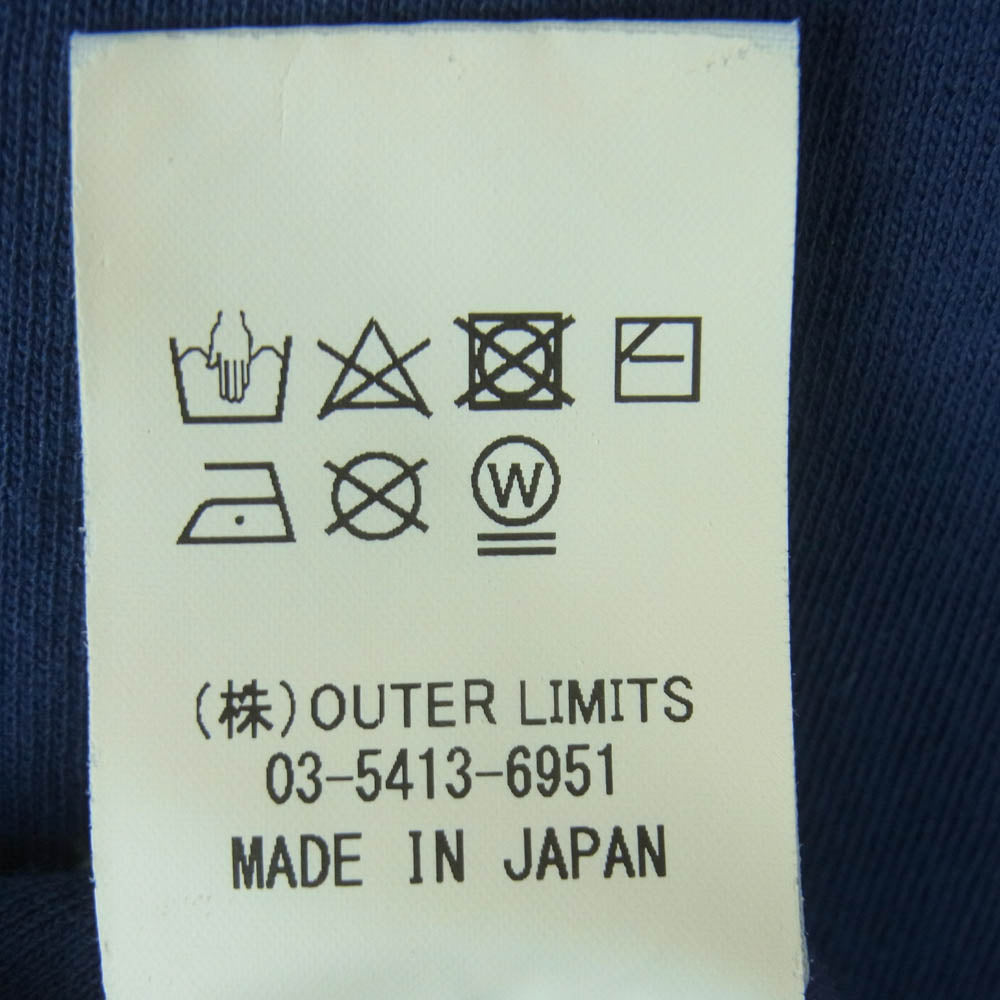 W
(株)OUTER LIMITS
03-5413-6951
MADE IN JAPAN